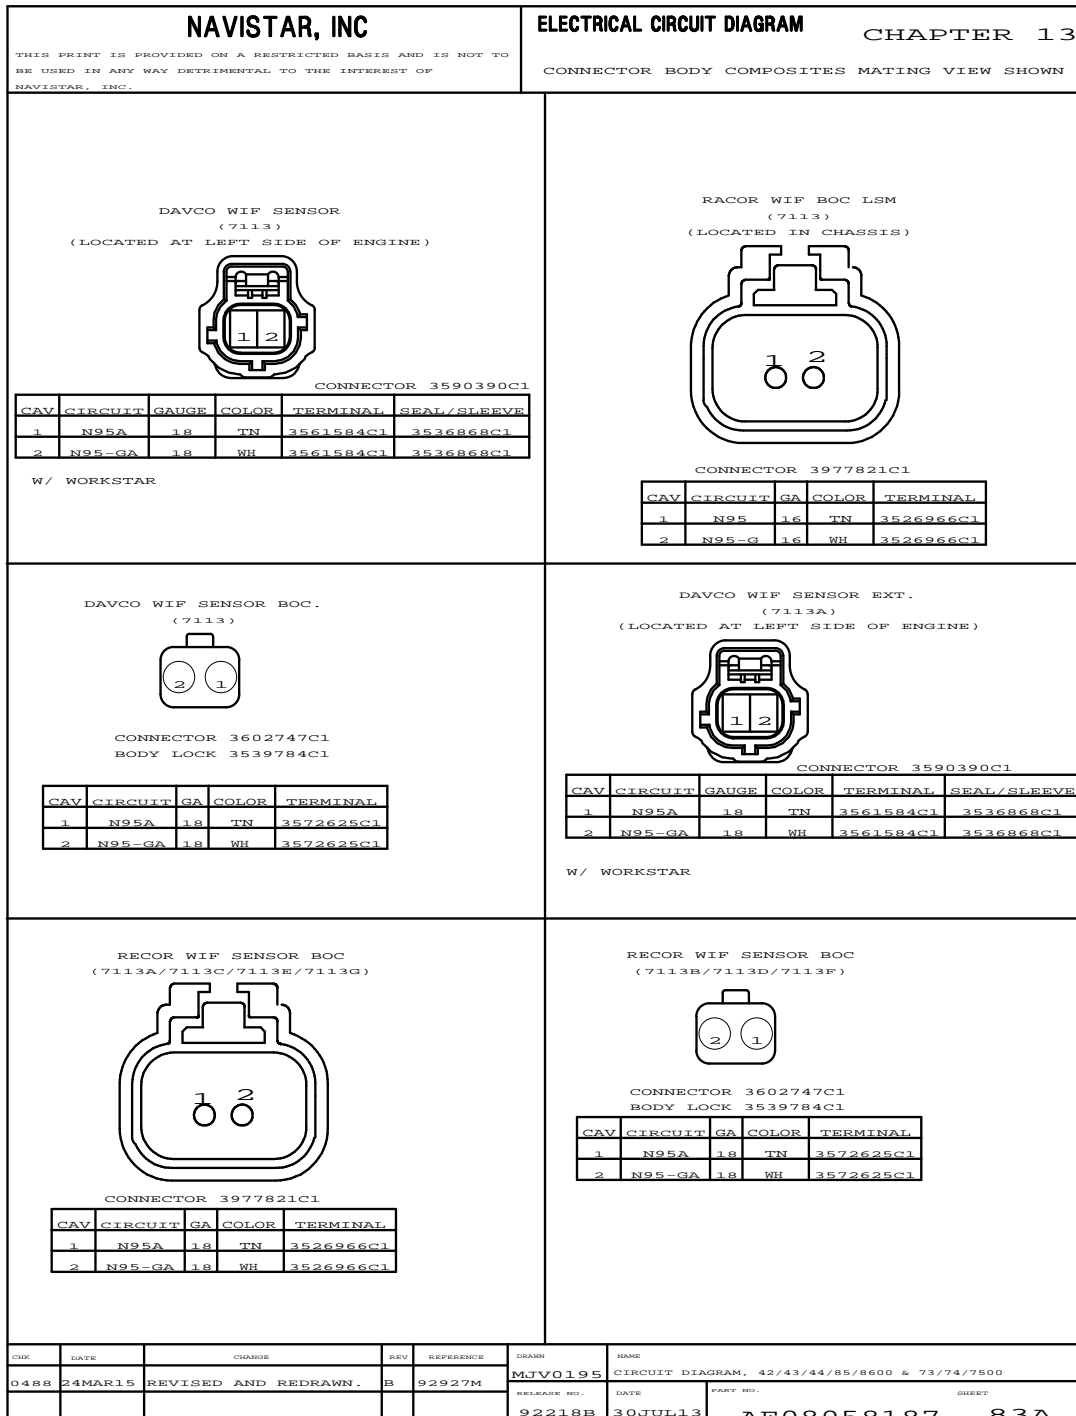 NAVISTAR, INC
THIS PRINT IS PROVIDED ON A RESTRICTED BASIS AND IS NOT TO
BE USED IN ANY WAY DETRIMENTAL TO THE INTEREST OF
NAVISTAR, INC.
ELECTRICAL CIRCUIT DIAGRAM
CHAPTER 13
CONNECTOR BODY COMPOSITES MATING VIEW SHOWN
DAVCO WIF SENSOR
(7113)
(LOCATED AT LEFT SIDE OF ENGINE)
1 2
CONNECTOR 3590390C1
CAV CIRCUIT GAUGE COLOR TERMINAL SEAL/SLEEVE
1 N95A 18 TN 3561584C1 3536868C1
2 N95-GA 18 WH 3561584C1 3536868C1
W/ WORKSTAR
RACOR WIF BOC LSM
(7113)
(LOCATED IN CHASSIS)
1 2
CONNECTOR 3977821C1
CAV CIRCUIT GA COLOR TERMINAL
1 N95 16 TN 3526966C1
2 N95-G 16 WH 3526966C1
DAVCO WIF SENSOR BOC.
(7113)
2 1
CONNECTOR 3602747C1
BODY LOCK 3539784C1
CAV CIRCUIT GA COLOR TERMINAL
1 N95A 18 TN 3572625C1
2 N95-GA 18 WH 3572625C1
DAVCO WIF SENSOR EXT.
(7113A)
(LOCATED AT LEFT SIDE OF ENGINE)
1 2
CONNECTOR 3590390C1
CAV CIRCUIT GAUGE COLOR TERMINAL SEAL/SLEEVE
1 N95A 18 TN 3561584C1 3536868C1
2 N95-GA 18 WH 3561584C1 3536868C1
W/ WORKSTAR
RECOR WIF SENSOR BOC
(7113A/7113C/7113E/7113G)
1 2
CONNECTOR 3977821C1
CAV CIRCUIT GA COLOR TERMINAL
1 N95A 18 TN 3526966C1
2 N95-GA 18 WH 3526966C1
RECOR WIF SENSOR BOC
(7113B/7113D/7113F)
2 1
CONNECTOR 3602747C1
BODY LOCK 3539784C1
CAV CIRCUIT GA COLOR TERMINAL
1 N95A 18 TN 3572625C1
2 N95-GA 18 WH 3572625C1
CHK DATE CHANGE REV REFERENCE
0488 24MAR15 REVISED AND REDRAWN. B 92927M
DRAWN NAME
MJV0195 CIRCUIT DIAGRAM, 42/43/44/85/8600 & 73/74/7500
RELEASE NO. DATE PART NO. SHEET
92218B 30JUL13 AE08058187 83A